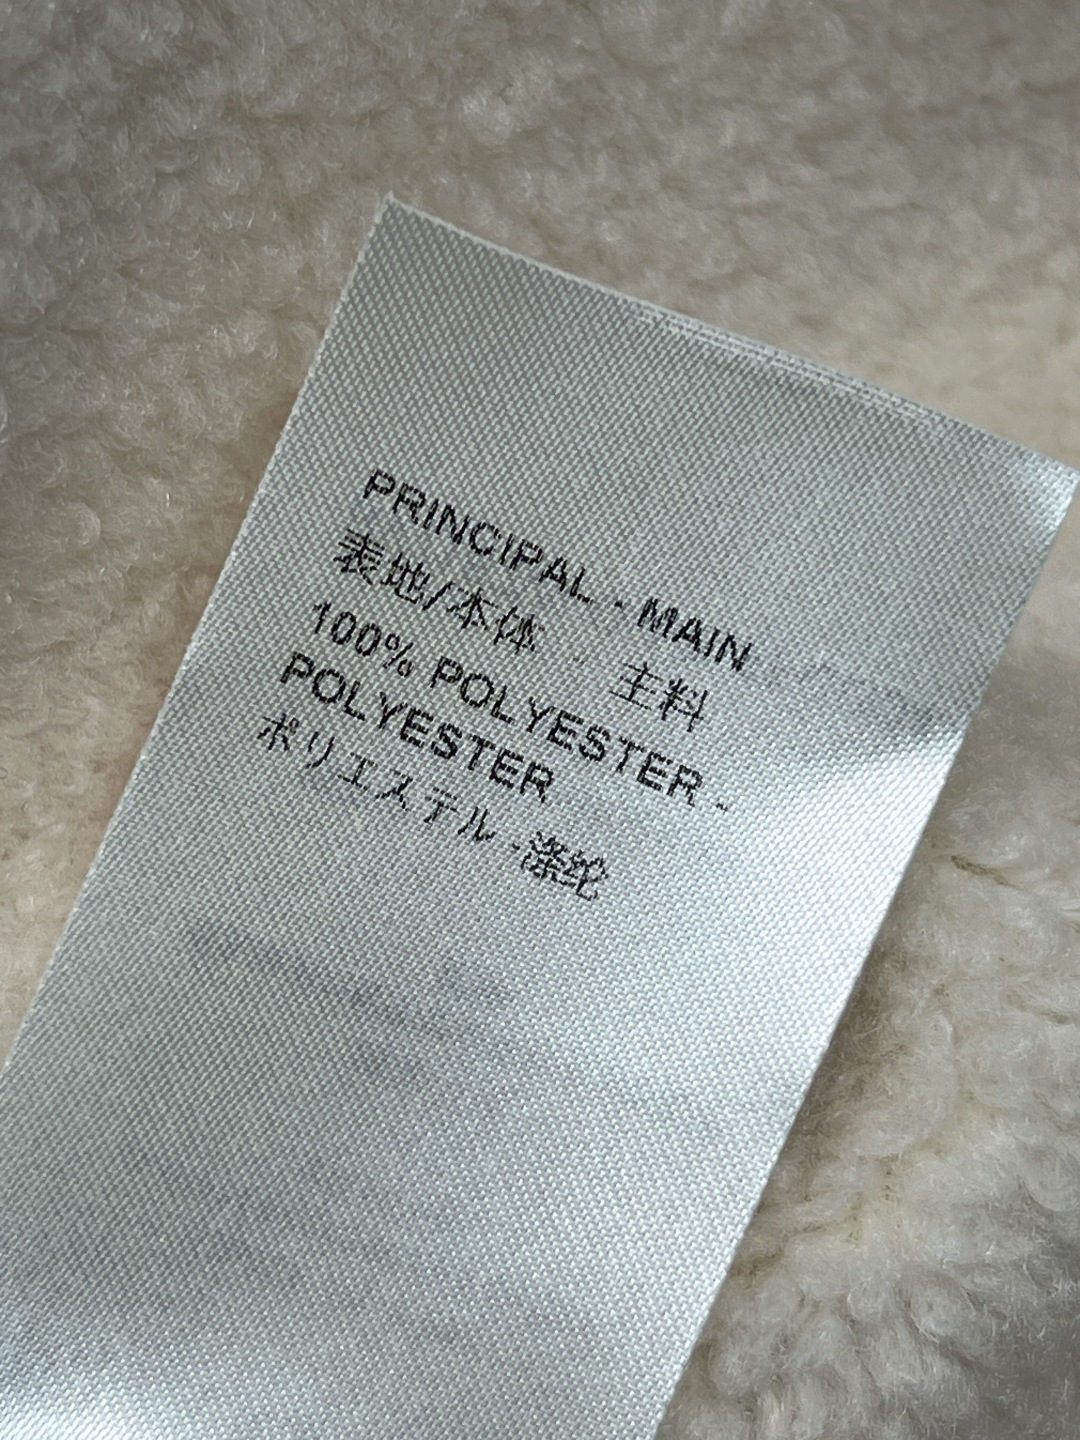 PRINCIPAL - MAIN
表地/本体 - 主料
100% POLYESTER -
POLYESTER
ポリエステル -涤纶